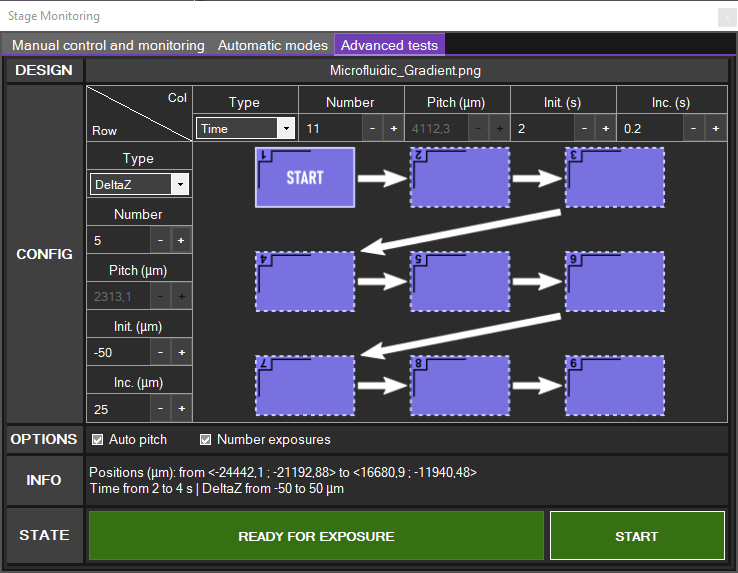 Stage Monitoring
x
Manual control and monitoring Automatic modes Advanced tests
DESIGN Microfluidic_Gradient.png
CONFIG
Col
Row
Type Number Pitch (µm) Init. (s) Inc. (s)
Time 11 - + 4112,3 - + 2 - + 0.2 - +
Type
DeltaZ
Number
5 - +
Pitch (µm)
2313,1 - +
Init. (µm)
-50 - +
Inc. (µm)
25 - +
1 2 3
START
4 5 6
7 8 9
OPTIONS Auto pitch Number exposures
INFO
Positions (µm): from <-24442,1 ; -21192,88> to <16680,9 ; -11940,48>
Time from 2 to 4 s | DeltaZ from -50 to 50 µm
STATE READY FOR EXPOSURE START